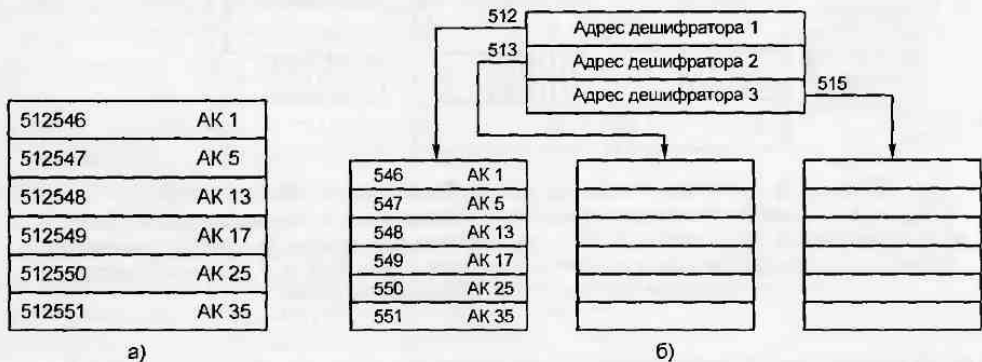 512
Адрес дешифратора 1
513
Адрес дешифратора 2
Адрес дешифратора 3
515
512546 АК 1
512547 АК 5
512548 АК 13
512549 АК 17
512550 АК 25
512551 АК 35
а)
546 АК 1
547 АК 5
548 АК 13
549 АК 17
550 АК 25
551 АК 35
б)